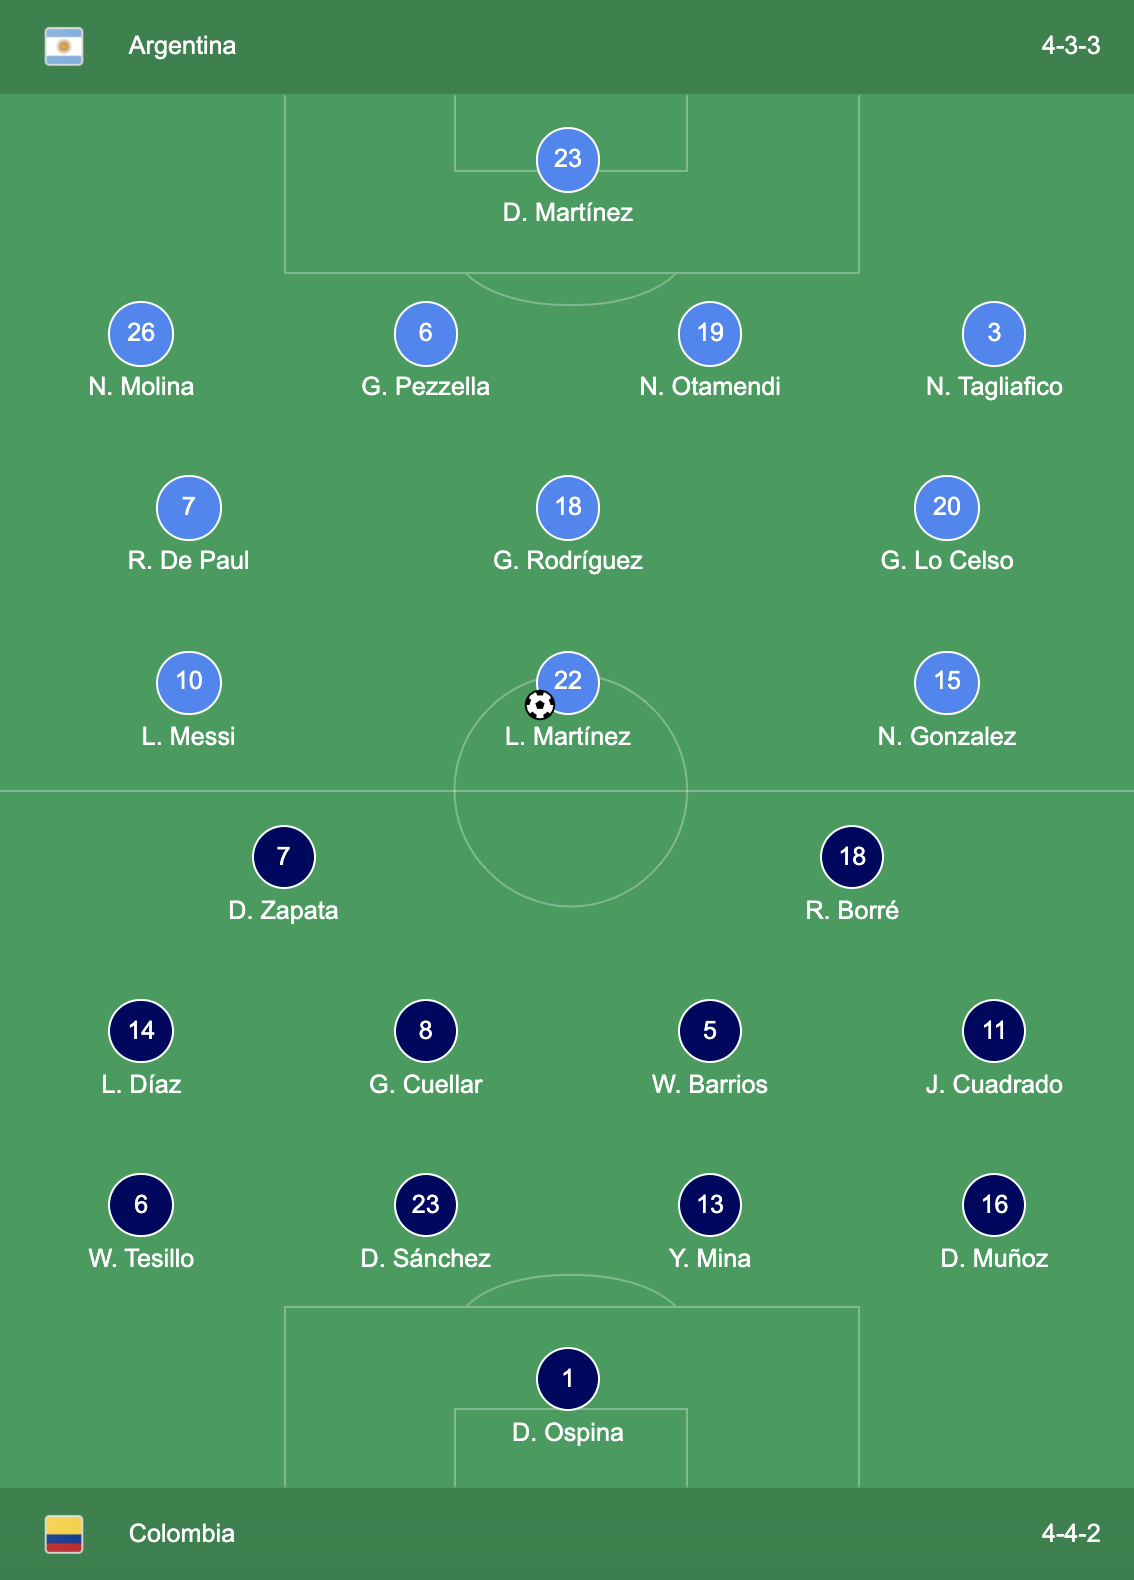 Argentina 4-3-3
23
D. Martínez
26 6 19 3
N. Molina G. Pezzella N. Otamendi N. Tagliafico
7 18 20
R. De Paul G. Rodríguez G. Lo Celso
10 22 15
L. Messi L. Martínez N. Gonzalez
7 18
D. Zapata R. Borré
14 8 5 11
L. Díaz G. Cuellar W. Barrios J. Cuadrado
6 23 13 16
W. Tesillo D. Sánchez Y. Mina D. Muñoz
1
D. Ospina
Colombia 4-4-2